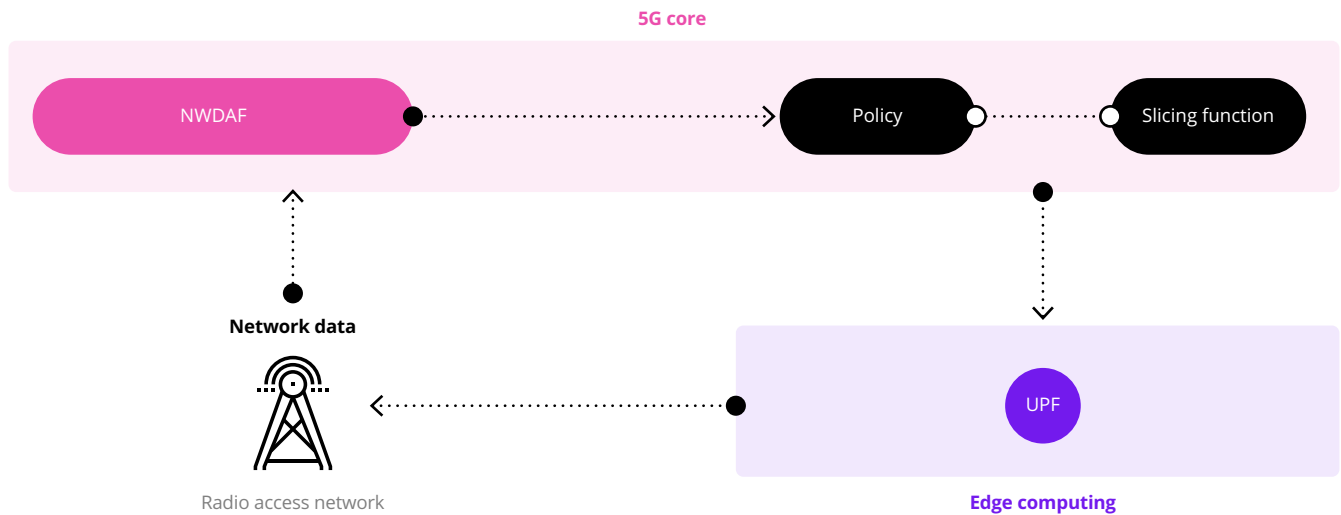 5G core
NWDAF
Policy
Slicing function
Network data
UPF
Radio access network
Edge computing